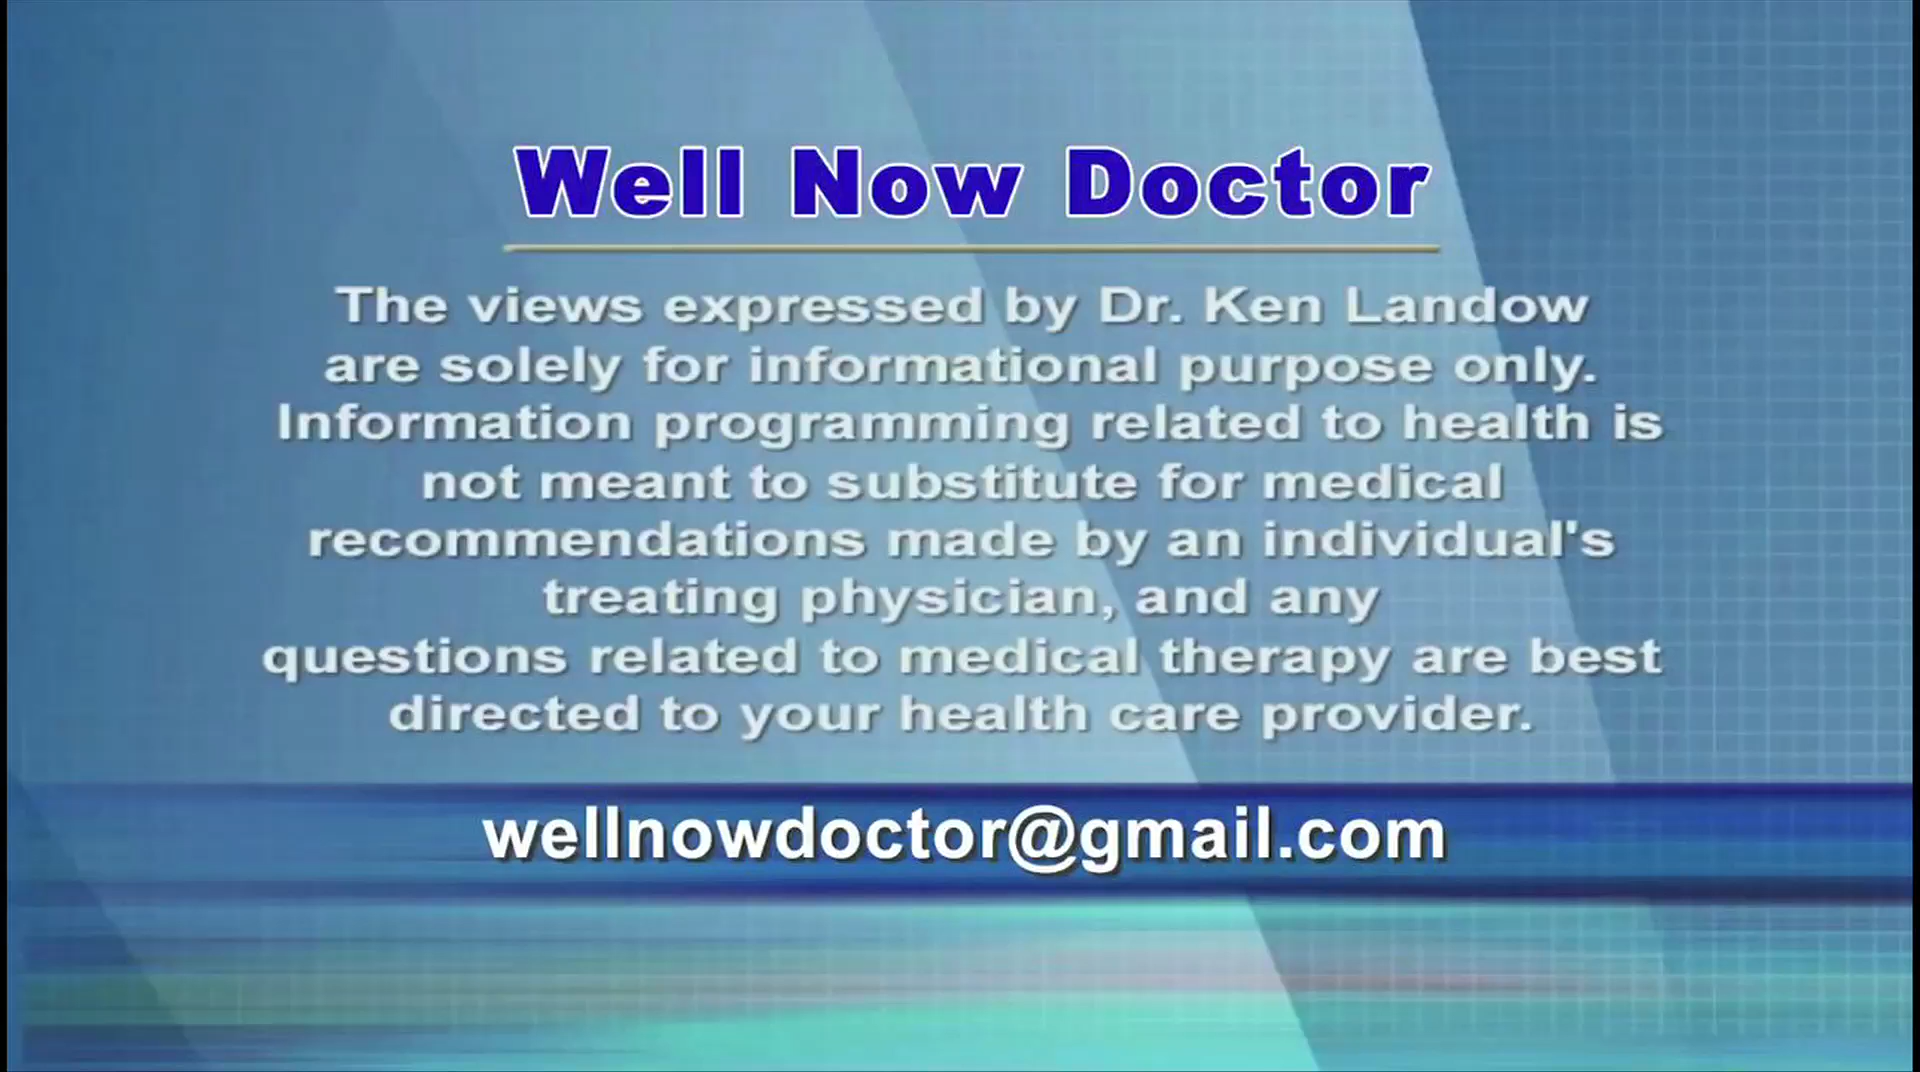 Well Now Doctor
The views expressed by Dr. Ken Landow
are solely for informational purpose only.
Information programming related to health is
not meant to substitute for medical
recommendations made by an individual's
treating physician, and any
questions related to medical therapy are best
directed to your health care provider.
wellnowdoctor@gmail.com